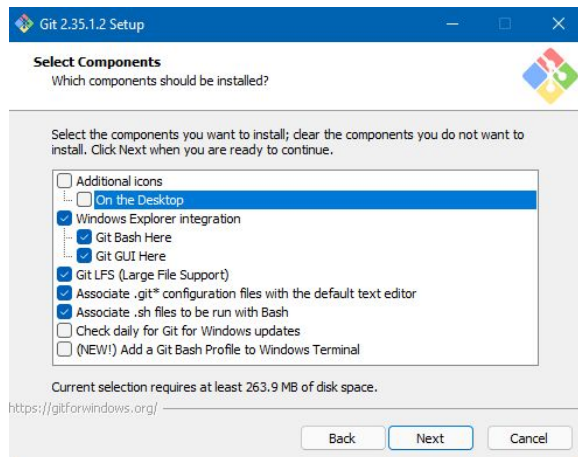 Git 2.35.1.2 Setup
Select Components
Which components should be installed?
Select the components you want to install; clear the components you do not want to
install. Click Next when you are ready to continue.
Additional icons
On the Desktop
Windows Explorer integration
Git Bash Here
Git GUI Here
Git LFS (Large File Support)
Associate .git* configuration files with the default text editor
Associate .sh files to be run with Bash
Check daily for Git for Windows updates
(NEW!) Add a Git Bash Profile to Windows Terminal
Current selection requires at least 263.9 MB of disk space.
https://gitforwindows.org/
Back Next Cancel